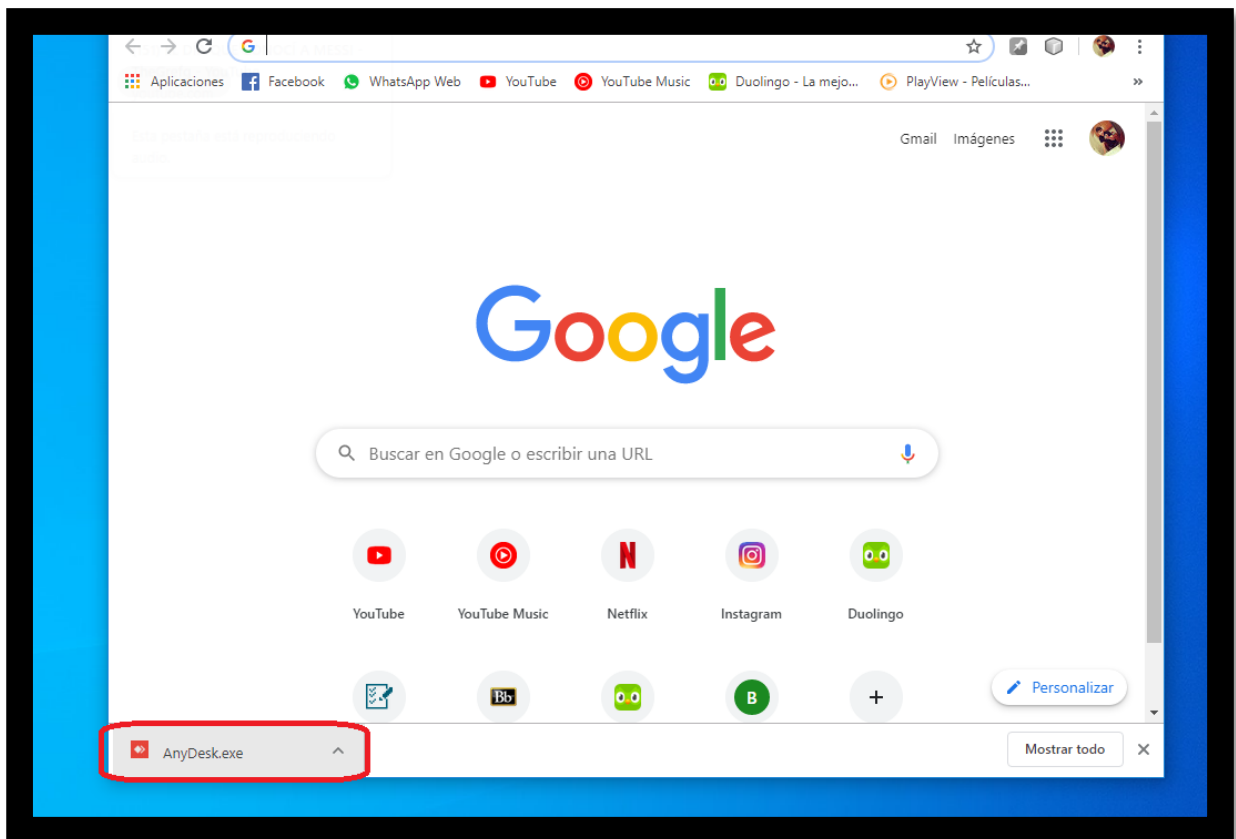 Aplicaciones Facebook WhatsApp Web YouTube YouTube Music Duolingo - La mejo... PlayView - Películas... »
Gmail Imágenes
Google
Buscar en Google o escribir una URL
YouTube YouTube Music Netflix Instagram Duolingo
Bb B
Personalizar
AnyDesk.exe Mostrar todo